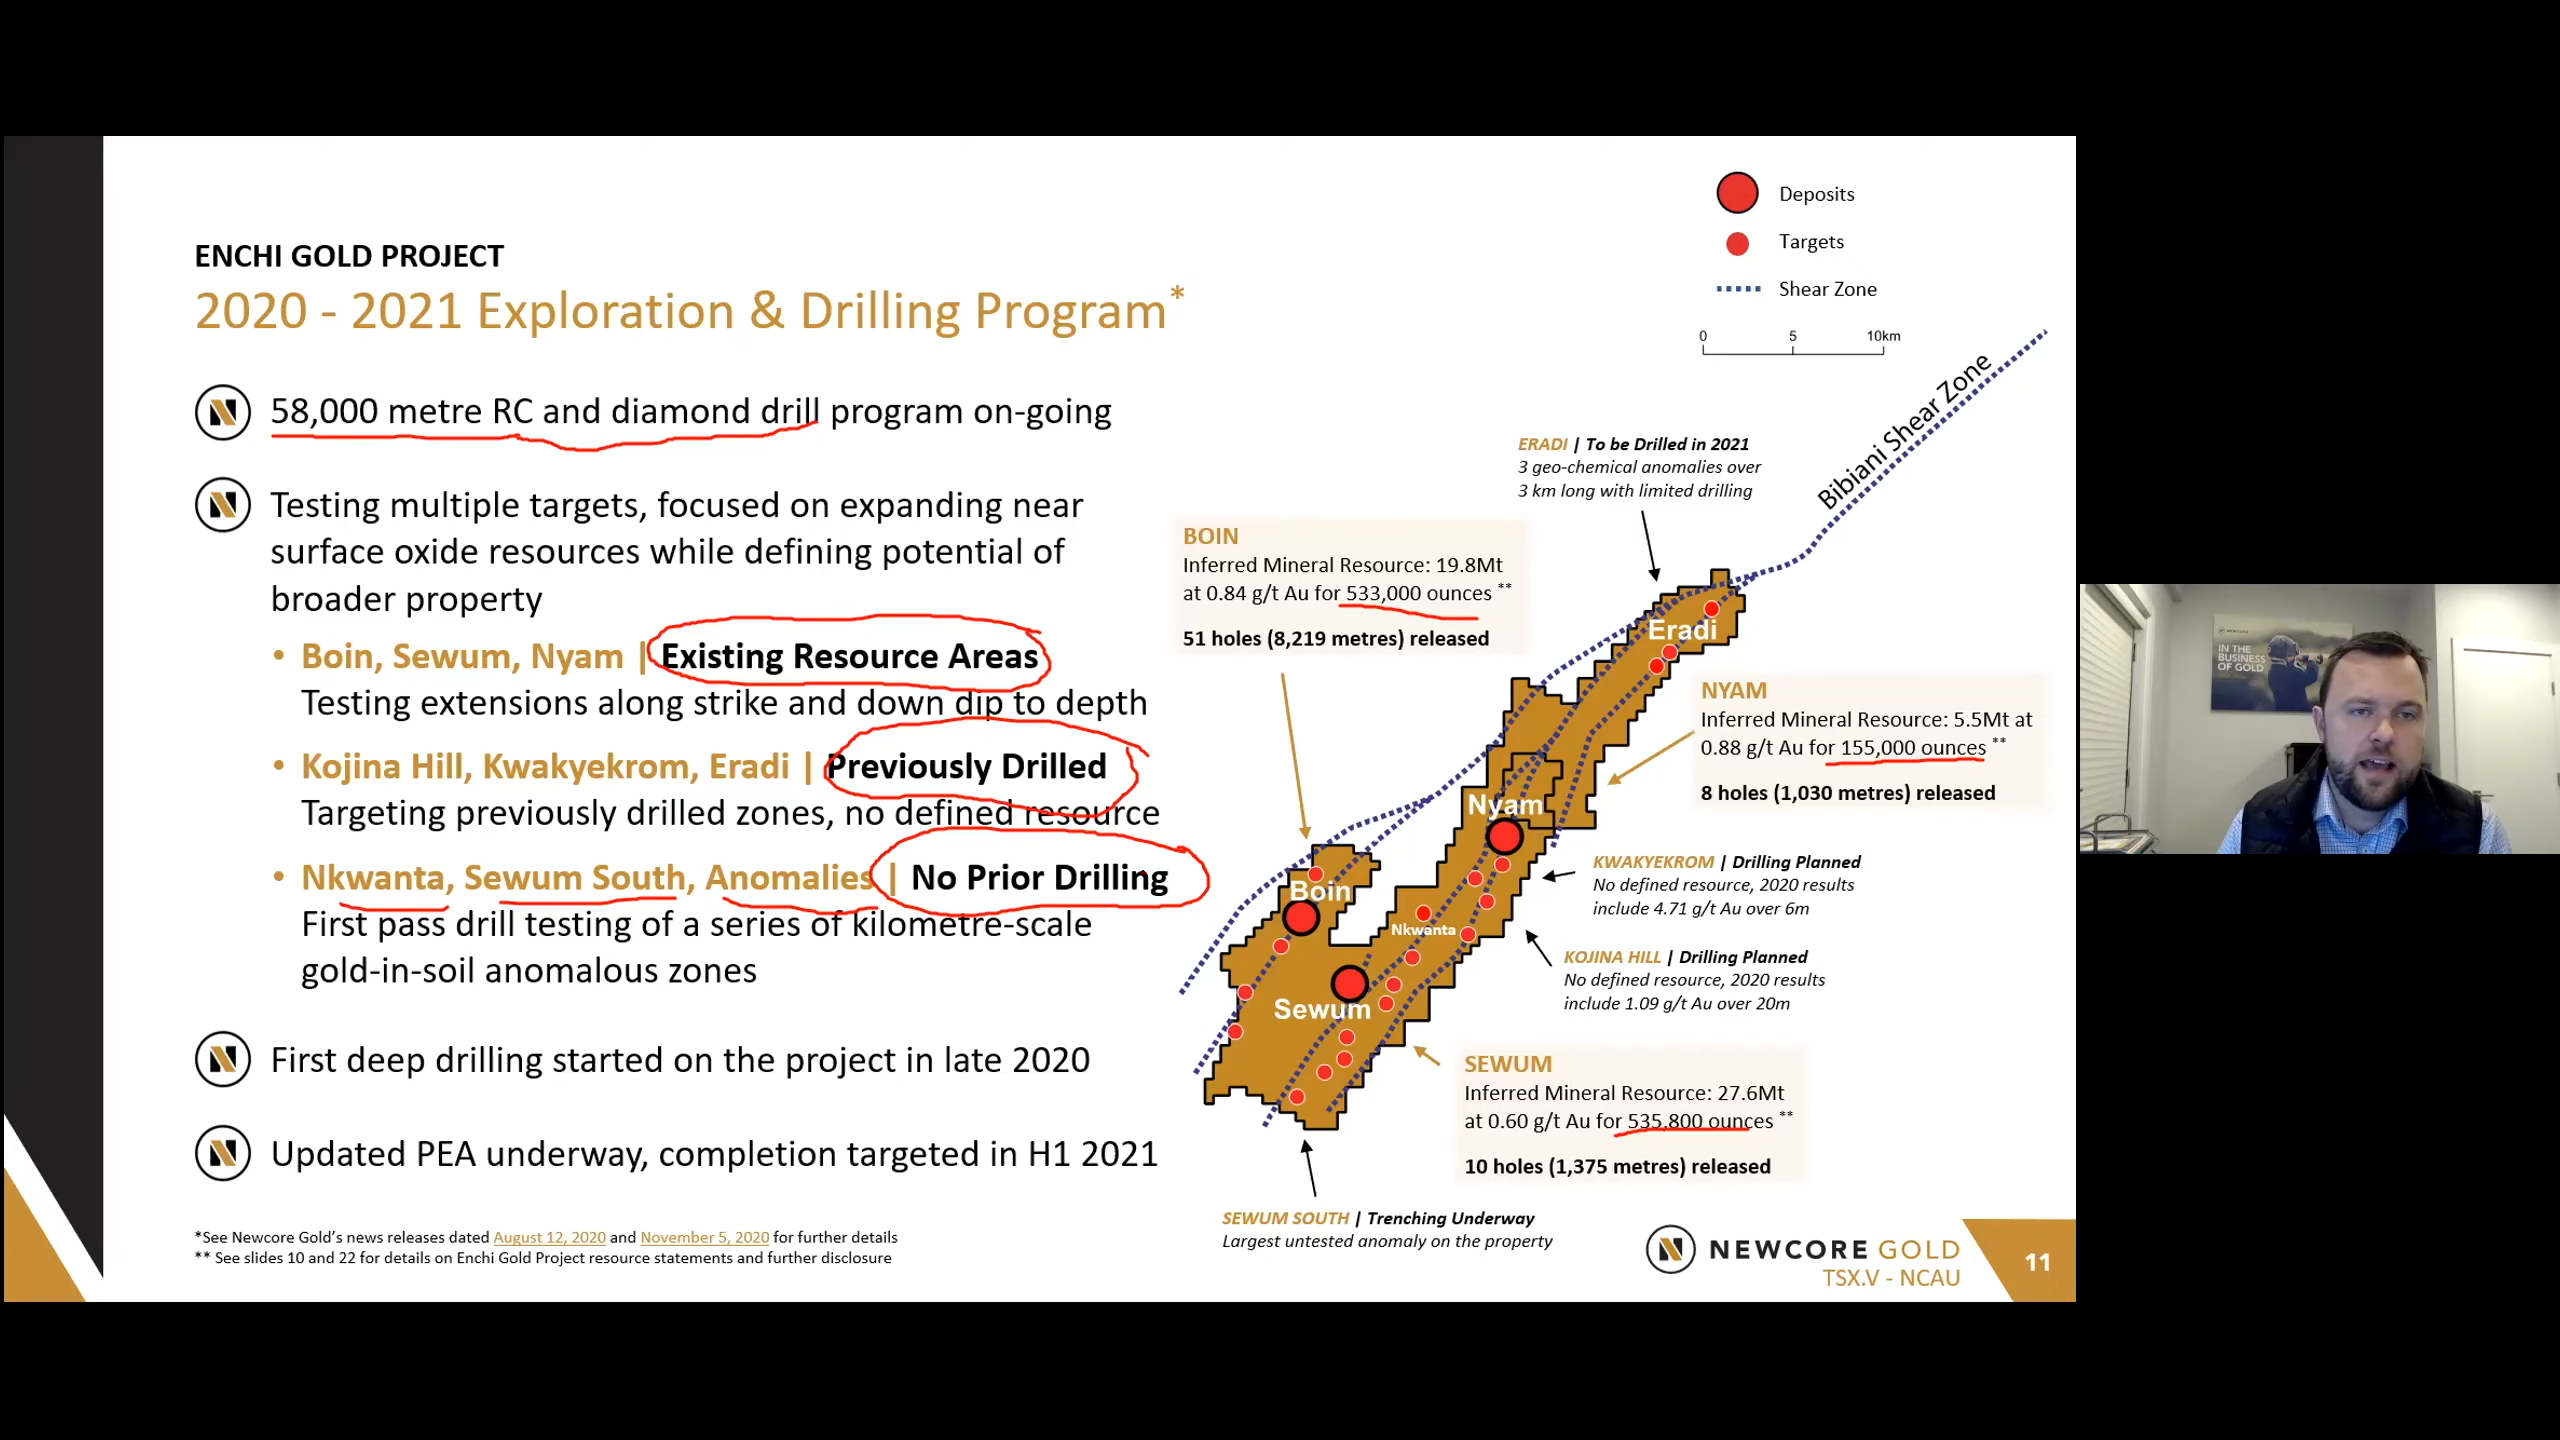 ENCHI GOLD PROJECT
2020 - 2021 Exploration & Drilling Program*
58,000 metre RC and diamond drill program on-going
Testing multiple targets, focused on expanding near
surface oxide resources while defining potential of
broader property
• Boin, Sewum, Nyam | Existing Resource Areas
Testing extensions along strike and down dip to depth
• Kojina Hill, Kwakyekrom, Eradi | Previously Drilled
Targeting previously drilled zones, no defined resource
• Nkwanta, Sewum South, Anomalies | No Prior Drilling
First pass drill testing of a series of kilometre-scale
gold-in-soil anomalous zones
First deep drilling started on the project in late 2020
Updated PEA underway, completion targeted in H1 2021
*See Newcore Gold's news releases dated August 12, 2020 and November 5, 2020 for further details
** See slides 10 and 22 for details on Enchi Gold Project resource statements and further disclosure
Deposits
Targets
Shear Zone
0 5 10km
Bibiani Shear Zone
ERADI | To be Drilled in 2021
3 geo-chemical anomalies over
3 km long with limited drilling
BOIN
Inferred Mineral Resource: 19.8Mt
at 0.84 g/t Au for 533,000 ounces **
51 holes (8,219 metres) released
Eradi
NYAM
Inferred Mineral Resource: 5.5Mt at
0.88 g/t Au for 155,000 ounces **
8 holes (1,030 metres) released
Nyam
KWAKYEKROM | Drilling Planned
No defined resource, 2020 results
include 4.71 g/t Au over 6m
Boin
Nkwanta
KOJINA HILL | Drilling Planned
No defined resource, 2020 results
include 1.09 g/t Au over 20m
Sewum
SEWUM
Inferred Mineral Resource: 27.6Mt
at 0.60 g/t Au for 535,800 ounces **
10 holes (1,375 metres) released
SEWUM SOUTH | Trenching Underway
Largest untested anomaly on the property
NEWCORE GOLD
TSX.V - NCAU
11
IN THE
BUSINESS
OF GOLD